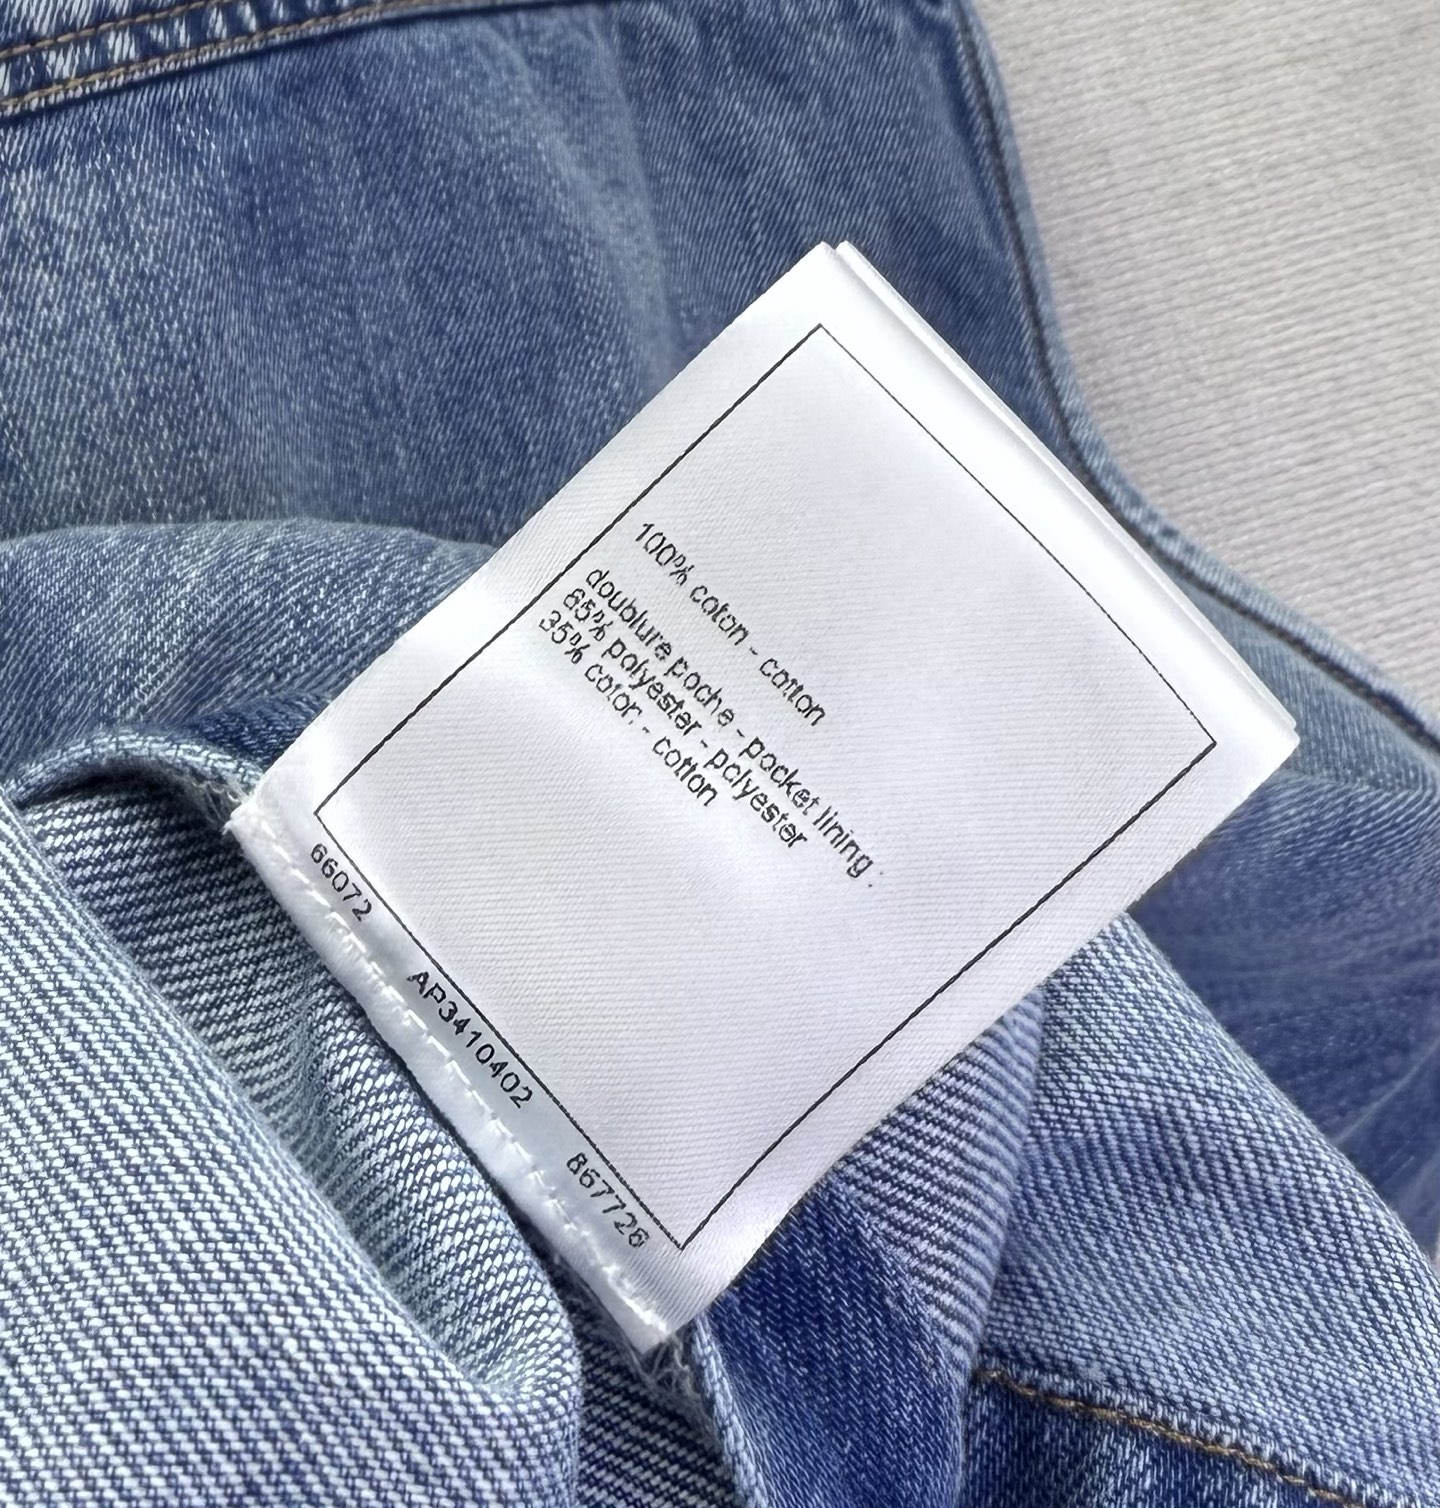 100% coton - cotton
doublure poche - pocket lining :
65% polyester - polyester
35% coton - cotton
66072 AP3410402 867726